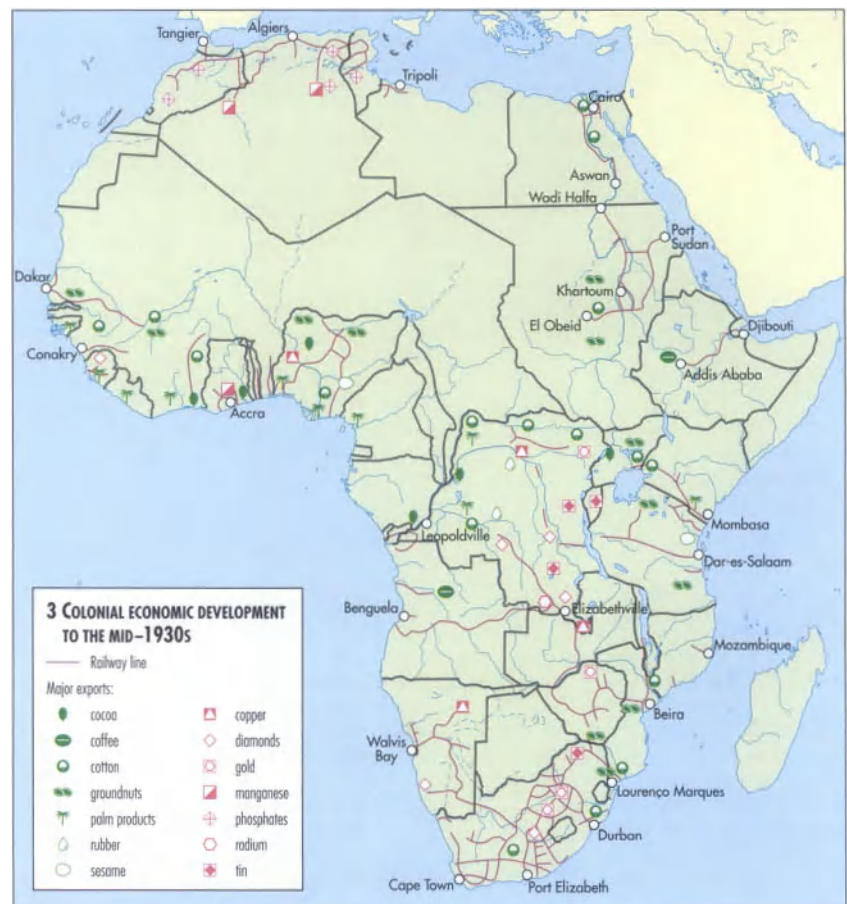 Tangier
Algiers
Tripoli
Cairo
Aswan
Wadi Halfa
Port
Sudan
Dakar
Khartoum
El Obeid
Djibouti
Conakry
Addis Ababa
Accra
Leopoldville
Mombasa
Dar-es-Salaam
Benguela
Elizabethville
Mozambique
Walvis
Bay
Beira
Lourenço Marques
Durban
Cape Town
Port Elizabeth
3 COLONIAL ECONOMIC DEVELOPMENT
TO THE MID–1930s
Railway line
Major exports:
cocoa
coffee
cotton
groundnuts
palm products
rubber
sesame
copper
diamonds
gold
manganese
phosphates
radium
tin